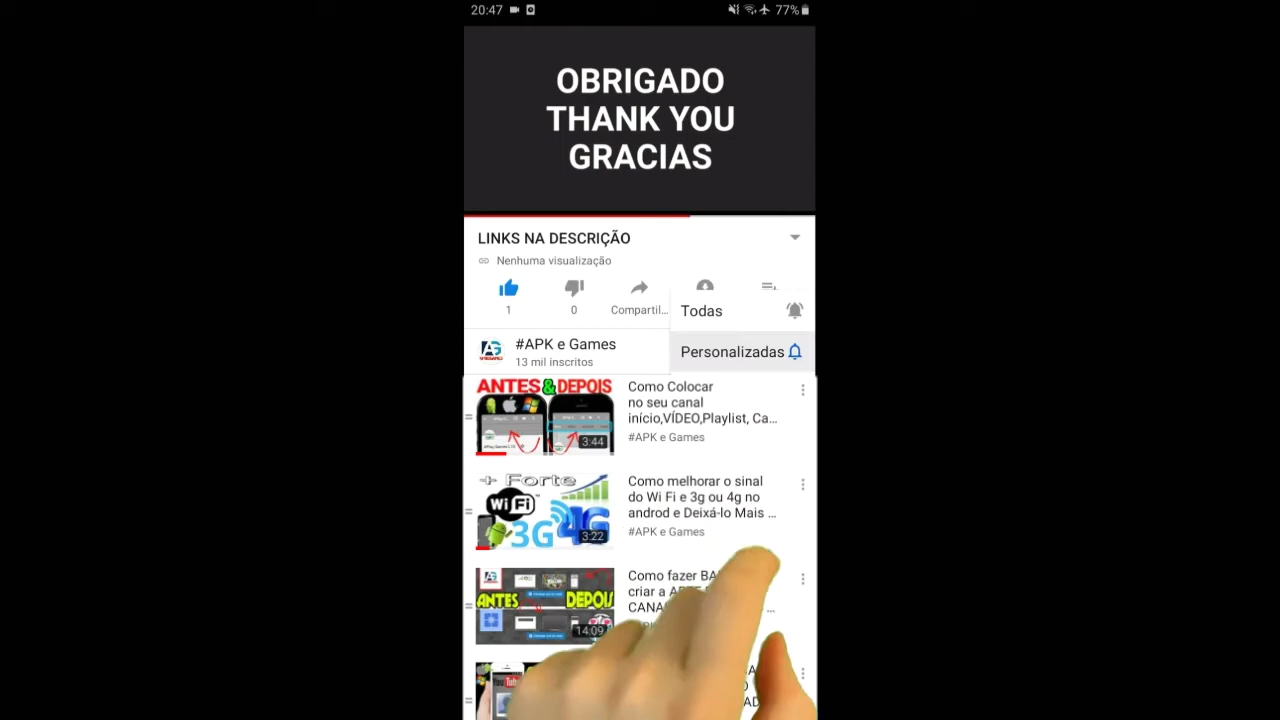 20:47
77%
OBRIGADO
THANK YOU
GRACIAS
LINKS NA DESCRIÇÃO
Nenhuma visualização
1
0
Compartil...
Todas
#APK e Games
13 mil inscritos
Personalizadas
ANTES & DEPOIS
3:44
Como Colocar
no seu canal
início,VÍDEO,Playlist, Ca...
#APK e Games
+ Forte
Wi Fi
3G 4G
3:22
Como melhorar o sinal
do Wi Fi e 3g ou 4g no
androd e Deixá-lo Mais ...
#APK e Games
ANTES DEPOIS
14:09
Como fazer
criar a